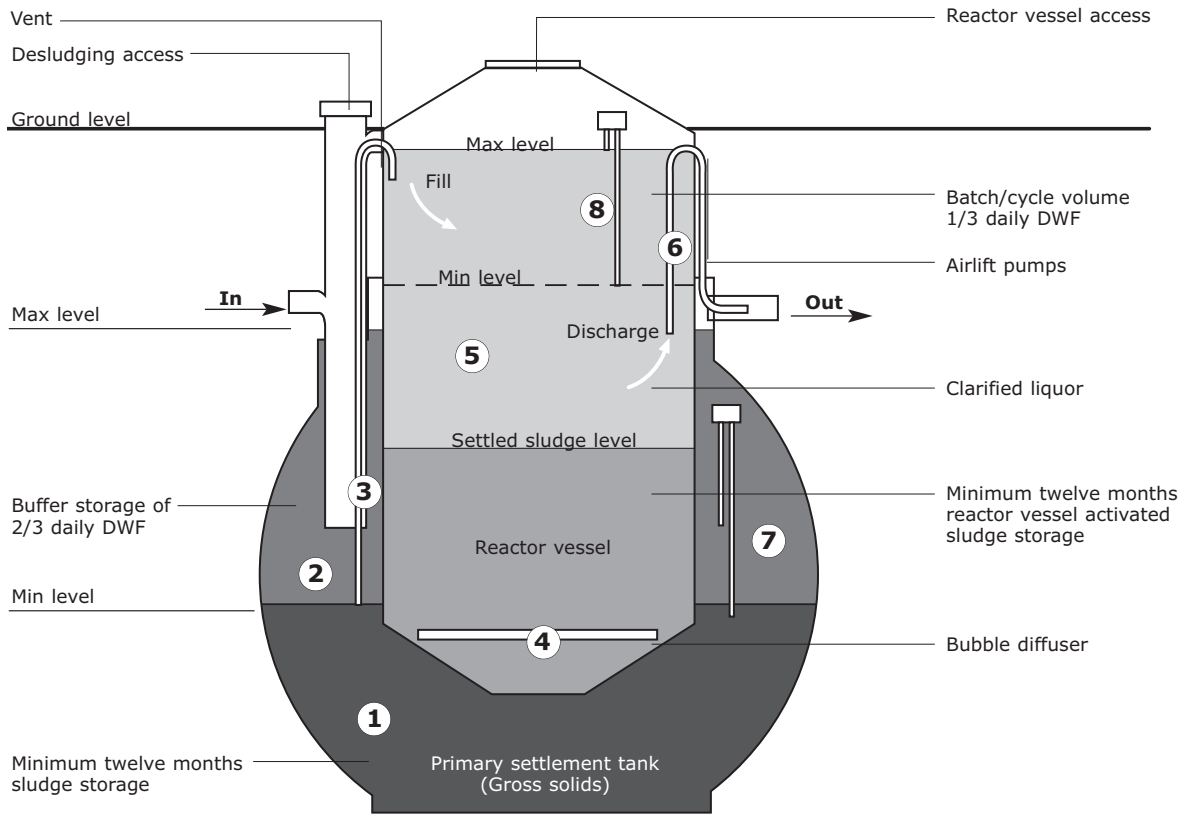 Vent
Reactor vessel access
Desludging access
Ground level
Max level
Fill
8
Batch/cycle volume
1/3 daily DWF
6
Airlift pumps
Min level
In
Out
Max level
Discharge
5
Clarified liquor
Settled sludge level
3
Buffer storage of
2/3 daily DWF
Minimum twelve months
reactor vessel activated
sludge storage
7
Reactor vessel
2
Min level
4
Bubble diffuser
1
Minimum twelve months
sludge storage
Primary settlement tank
(Gross solids)